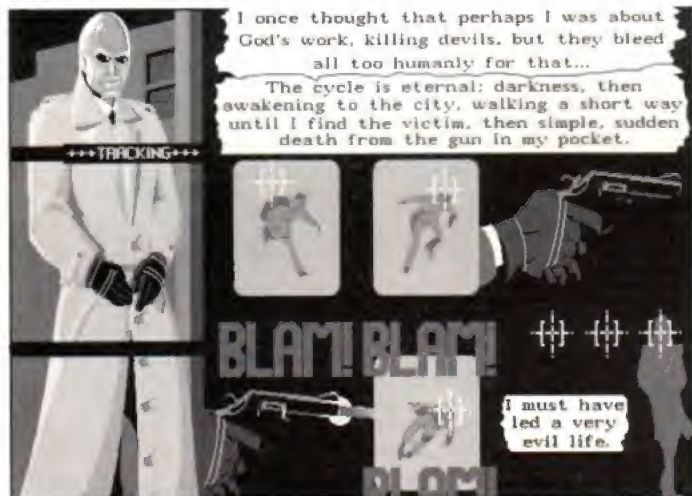 I once thought that perhaps I was about
God's work, killing devils, but they bleed
all too humanly for that...
The cycle is eternal; darkness, then
awakening to the city, walking a short way
until I find the victim, then simple, sudden
death from the gun in my pocket.
+++TRACKING+++
BLAM! BLAM!
I must have
led a very
evil life.
BLAM!